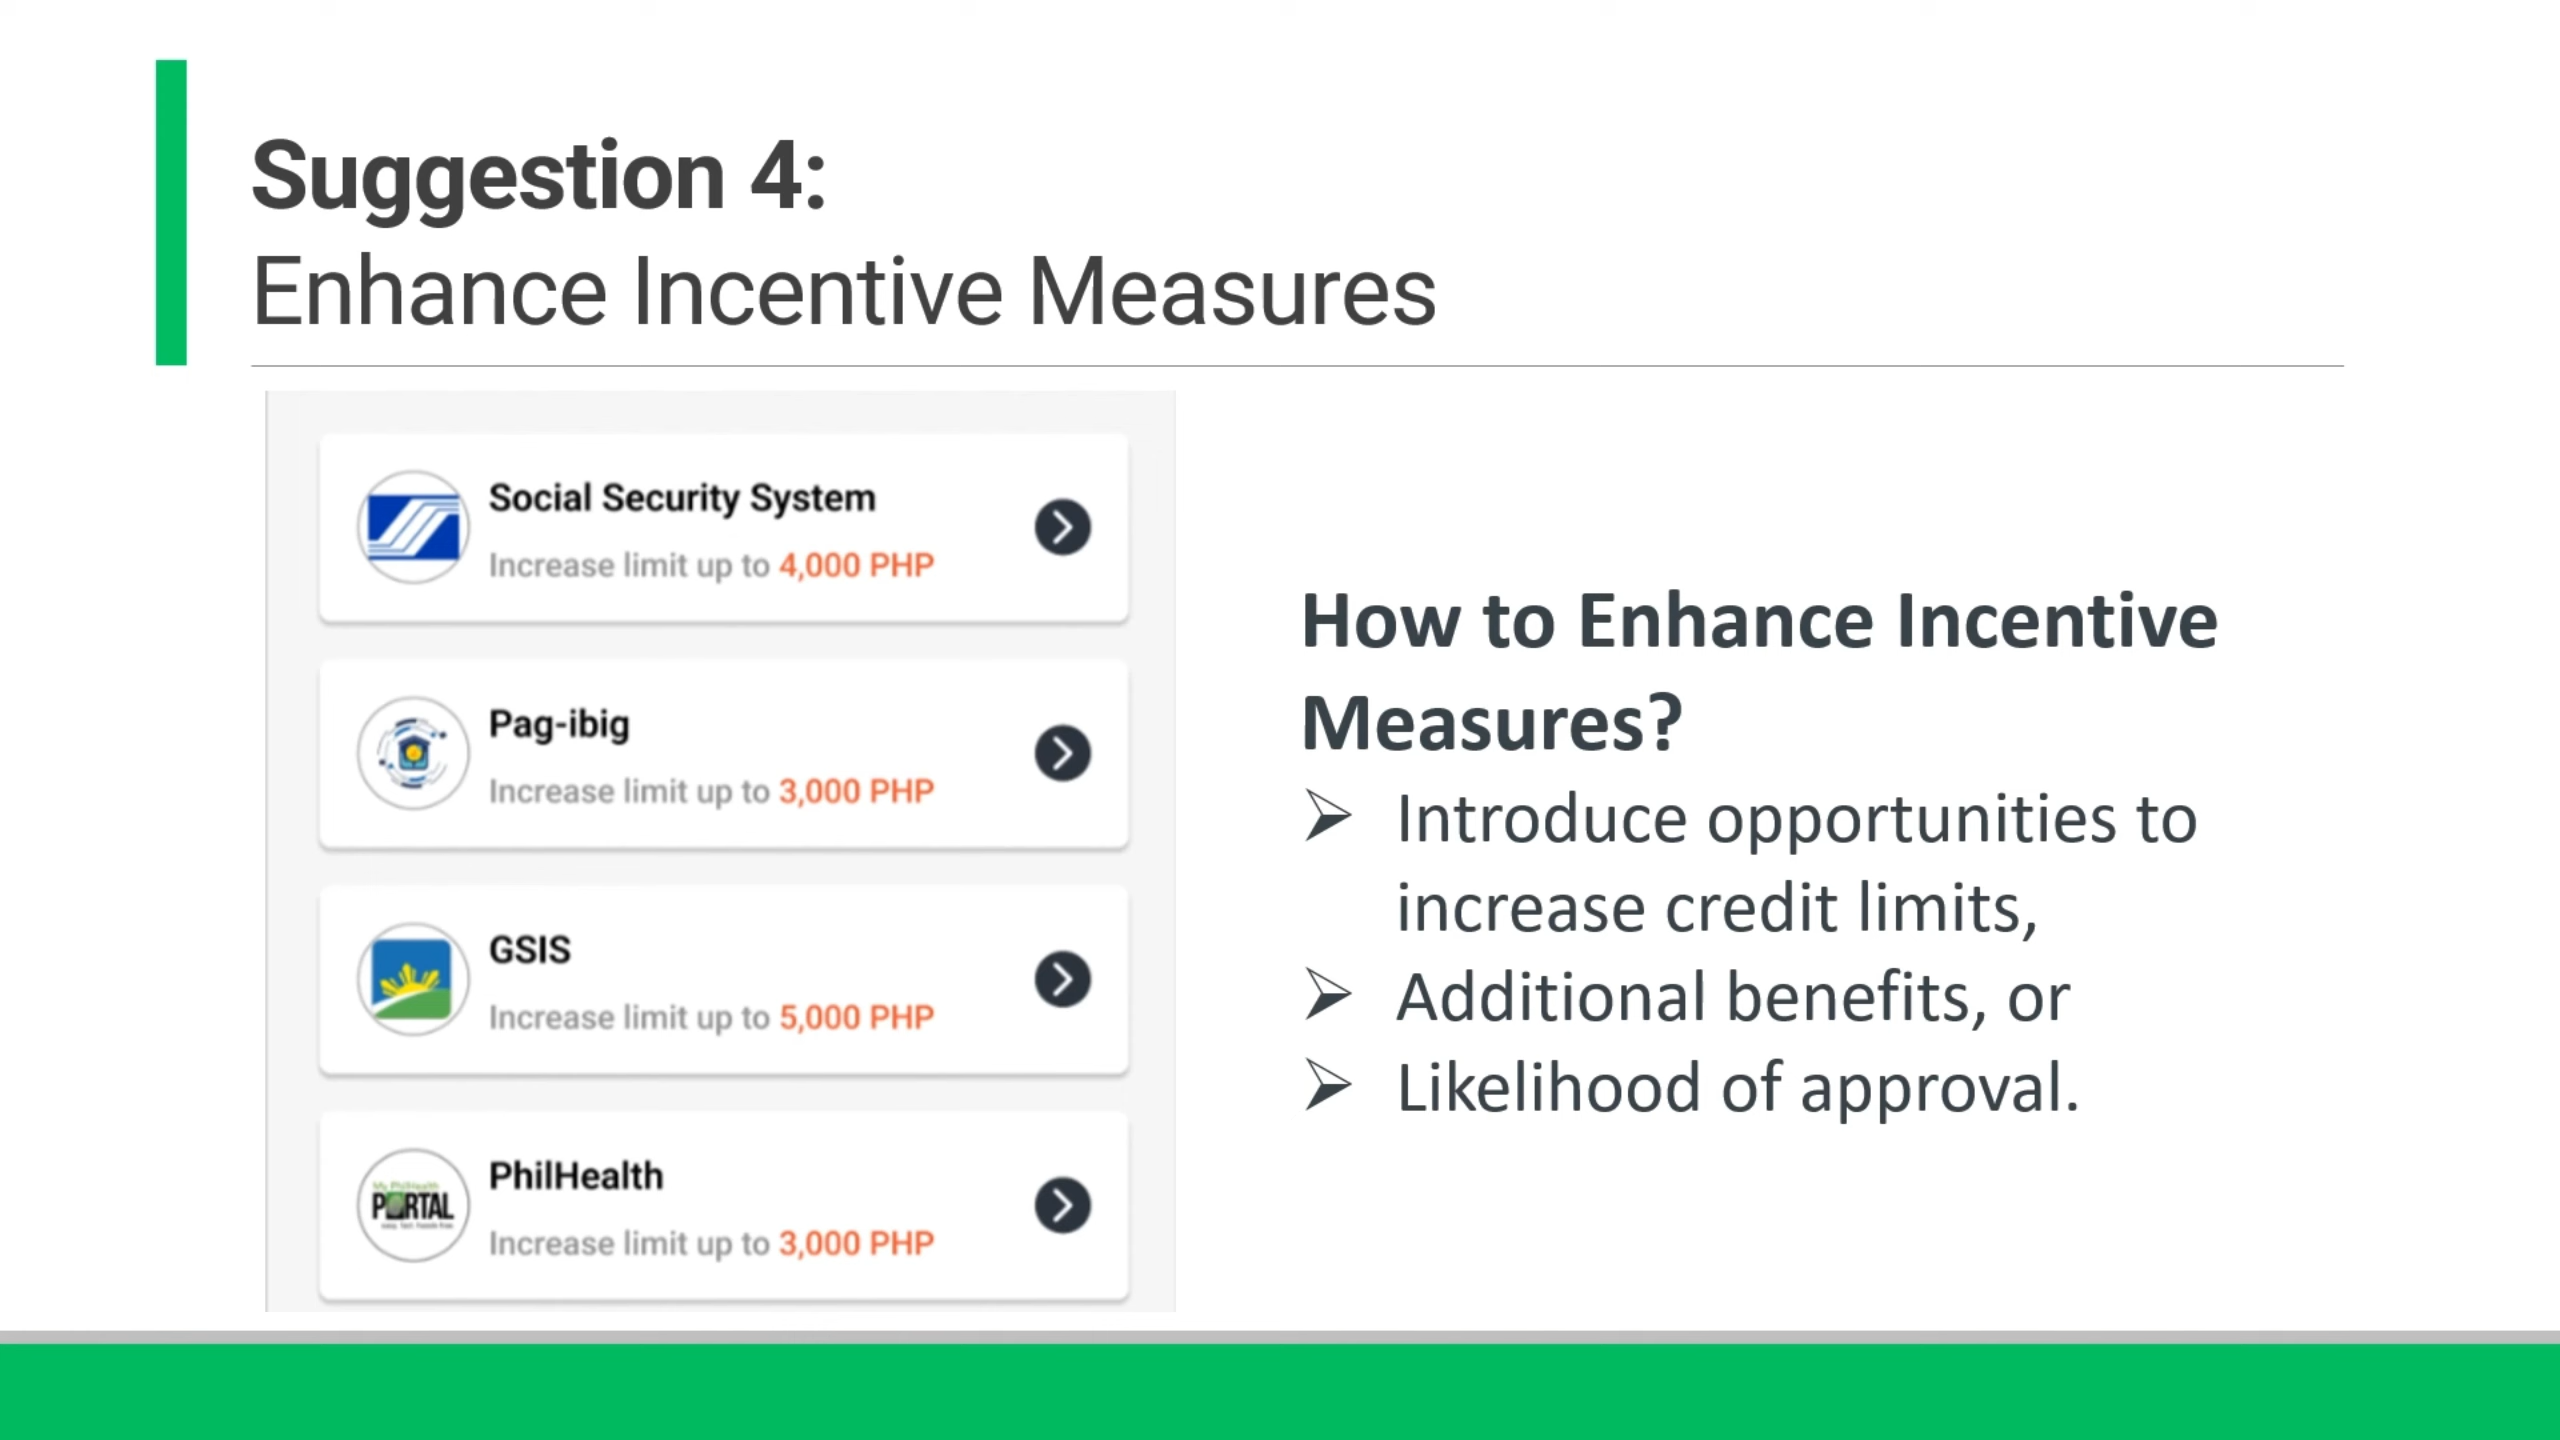 Suggestion 4:
Enhance Incentive Measures
Social Security System
Increase limit up to 4,000 PHP
Pag-ibig
Increase limit up to 3,000 PHP
GSIS
Increase limit up to 5,000 PHP
PORTAL
PhilHealth
Increase limit up to 3,000 PHP
How to Enhance Incentive
Measures?
➢ Introduce opportunities to
increase credit limits,
➢ Additional benefits, or
➢ Likelihood of approval.